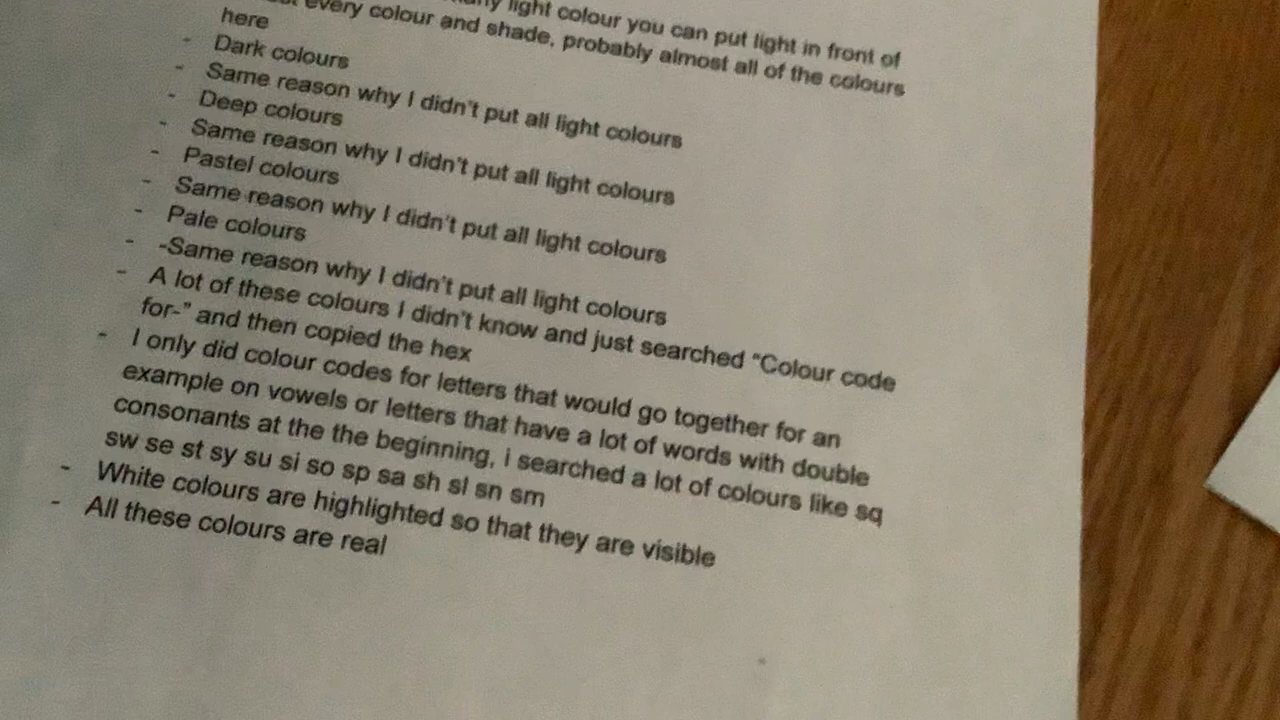 light colour you can put light in front of
every colour and shade, probably almost all of the colours
here
- Dark colours
- Same reason why I didn't put all light colours
- Deep colours
- Same reason why I didn't put all light colours
- Pastel colours
- Same reason why I didn't put all light colours
- Pale colours
- -Same reason why I didn't put all light colours
- A lot of these colours I didn't know and just searched "Colour code
for-" and then copied the hex
- I only did colour codes for letters that would go together for an
example on vowels or letters that have a lot of words with double
consonants at the the beginning, i searched a lot of colours like sq
sw se st sy su si so sp sa sh sl sn sm
- White colours are highlighted so that they are visible
- All these colours are real